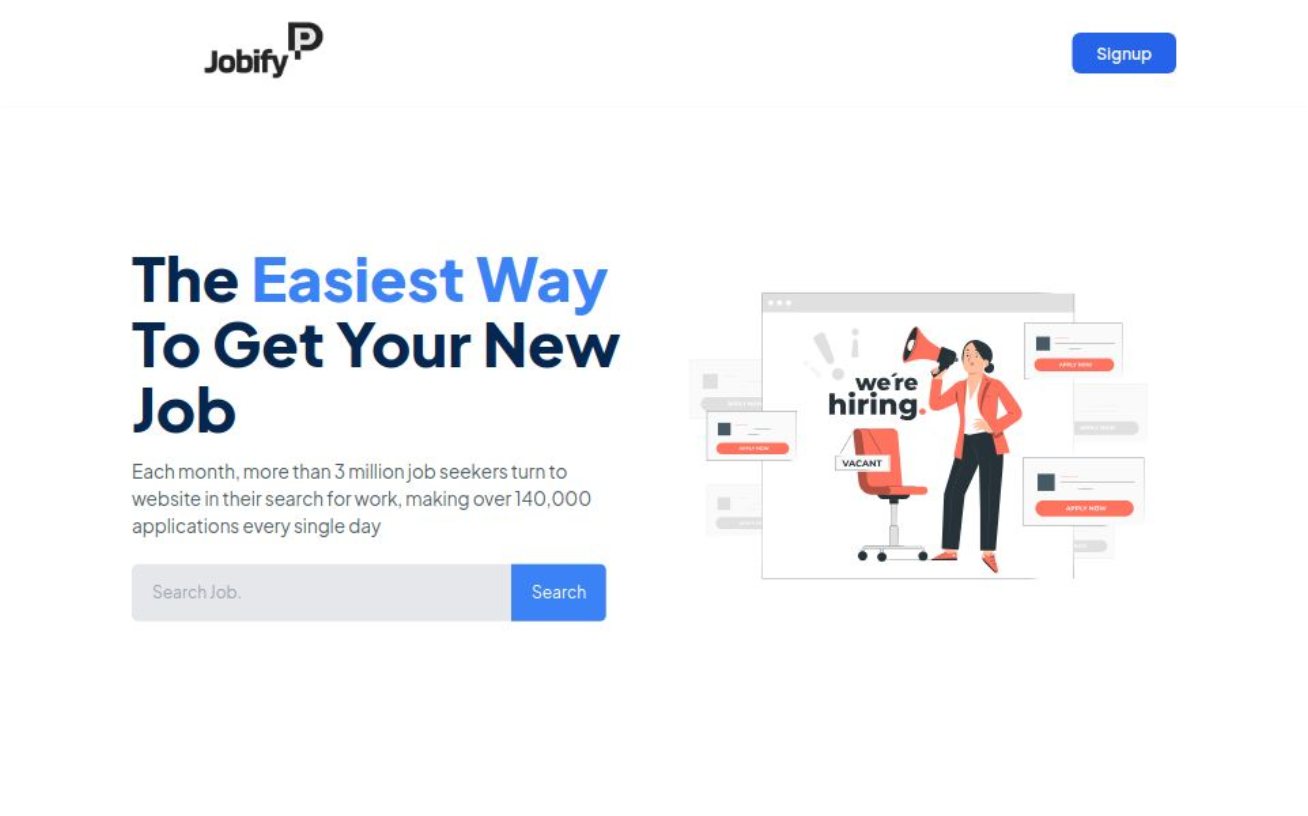 Jobify
Signup
The Easiest Way
To Get Your New
Job
Each month, more than 3 million job seekers turn to
website in their search for work, making over 140,000
applications every single day
Search Job.
Search
we're
hiring.
VACANT
APPLY NOW
APPLY NOW
APPLY NOW
APPLY NOW
APPLY NOW